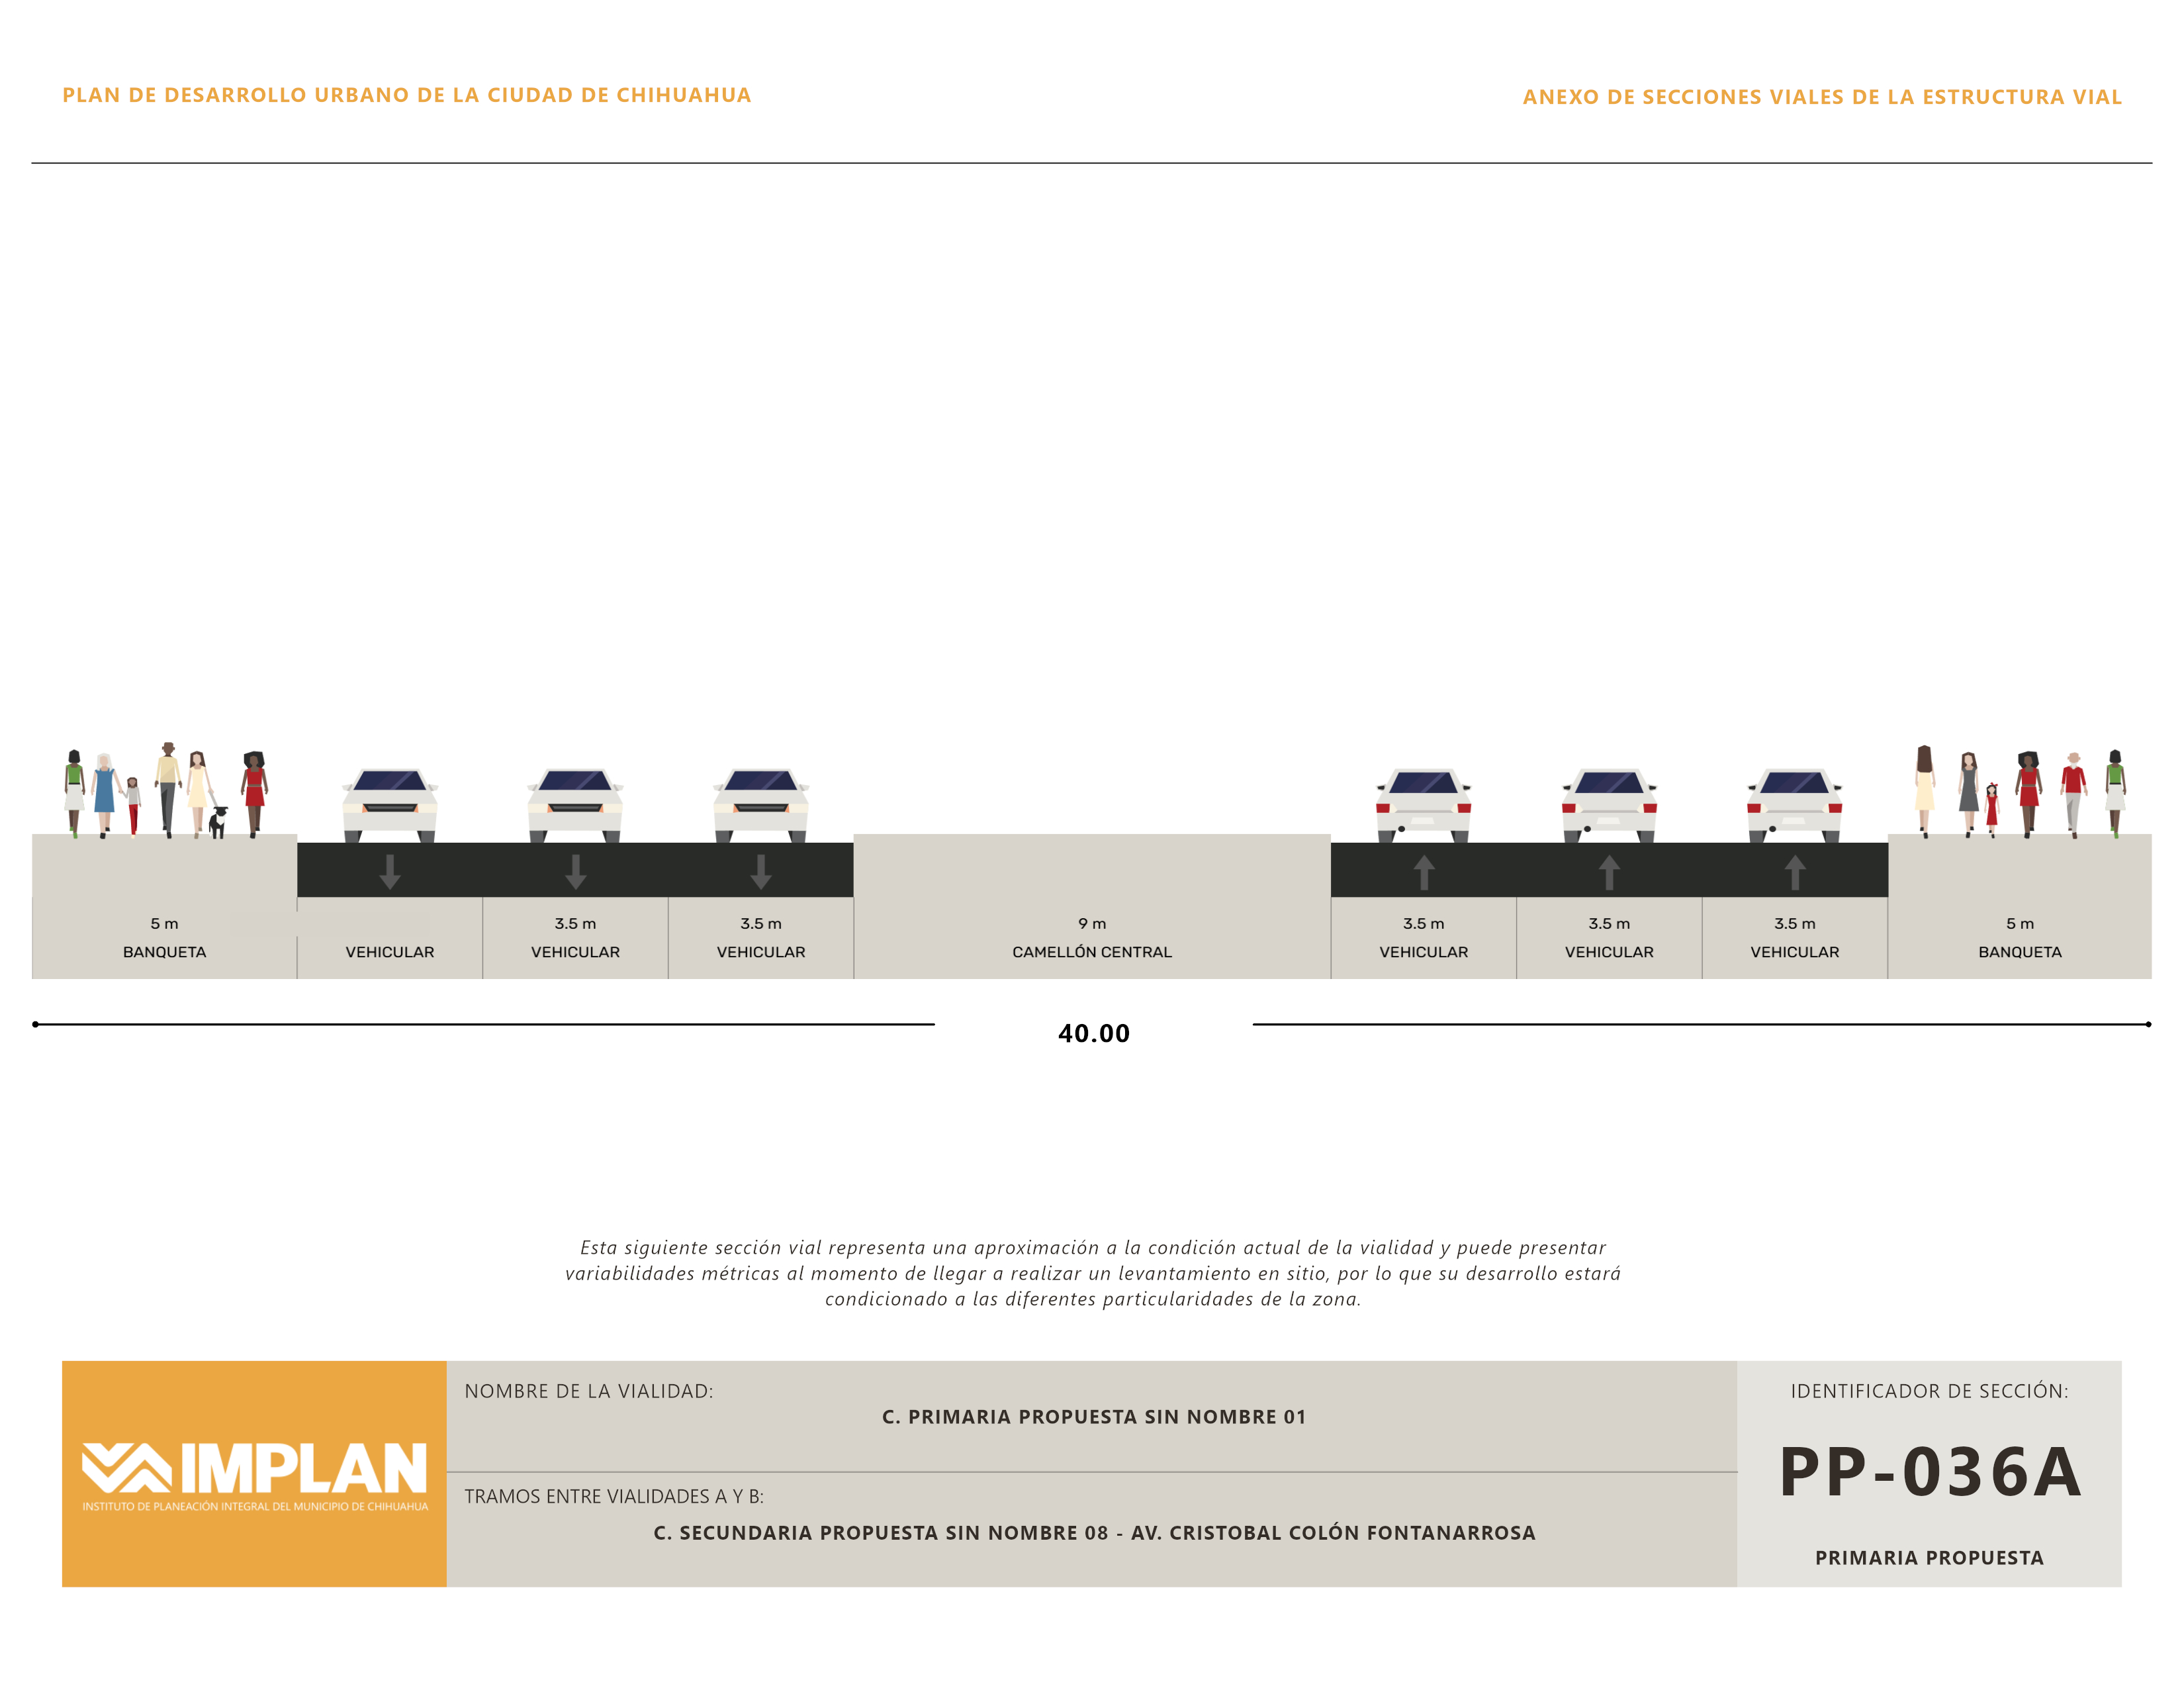 PLAN DE DESARROLLO URBANO DE LA CIUDAD DE CHIHUAHUA
ANEXO DE SECCIONES VIALES DE LA ESTRUCTURA VIAL
5 m
3.5 m
3.5 m
9 m
3.5 m
3.5 m
3.5 m
5 m
BANQUETA
VEHICULAR
VEHICULAR
VEHICULAR
CAMELLÓN CENTRAL
VEHICULAR
VEHICULAR
VEHICULAR
BANQUETA
40.00
Esta siguiente sección vial representa una aproximación a la condición actual de la vialidad y puede presentar
variabilidades métricas al momento de llegar a realizar un levantamiento en sitio, por lo que su desarrollo estará
condicionado a las diferentes particularidades de la zona.
IMPLAN
INSTITUTO DE PLANEACIÓN INTEGRAL DEL MUNICIPIO DE CHIHUAHUA
NOMBRE DE LA VIALIDAD:
C. PRIMARIA PROPUESTA SIN NOMBRE 01
TRAMOS ENTRE VIALIDADES A Y B:
C. SECUNDARIA PROPUESTA SIN NOMBRE 08 - AV. CRISTOBAL COLÓN FONTANARROSA
IDENTIFICADOR DE SECCIÓN:
PP-036A
PRIMARIA PROPUESTA